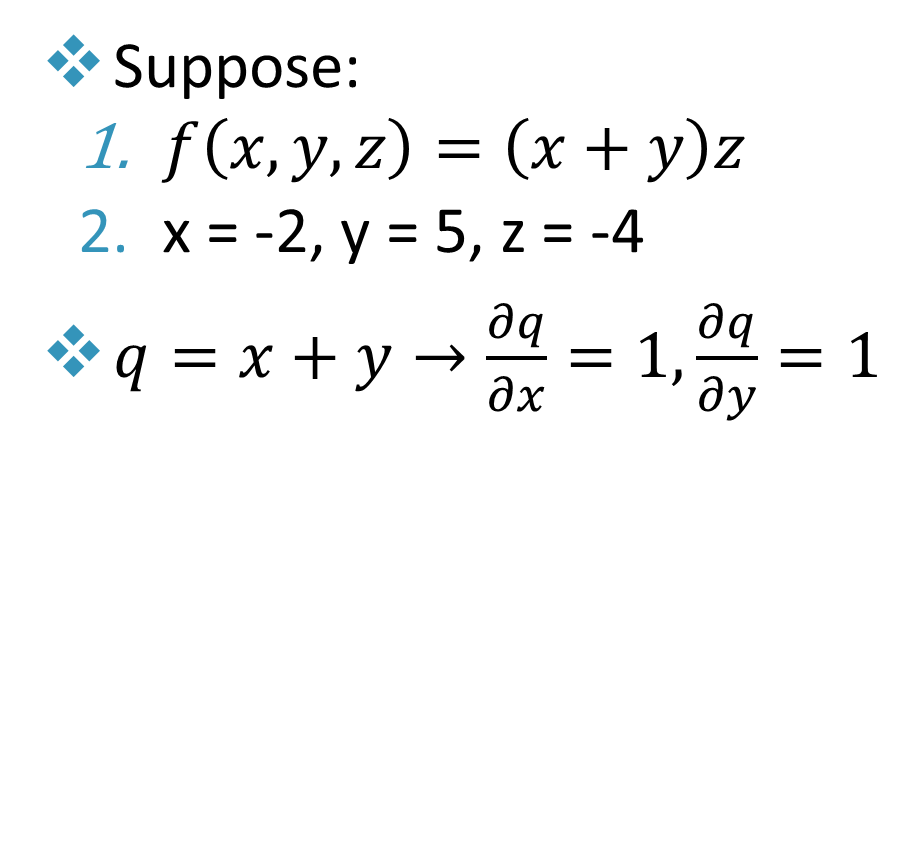 ❖ Suppose:
1. f(x, y, z) = (x + y)z
2. x = -2, y = 5, z = -4
❖ q = x + y → ∂q/∂x = 1, ∂q/∂y = 1